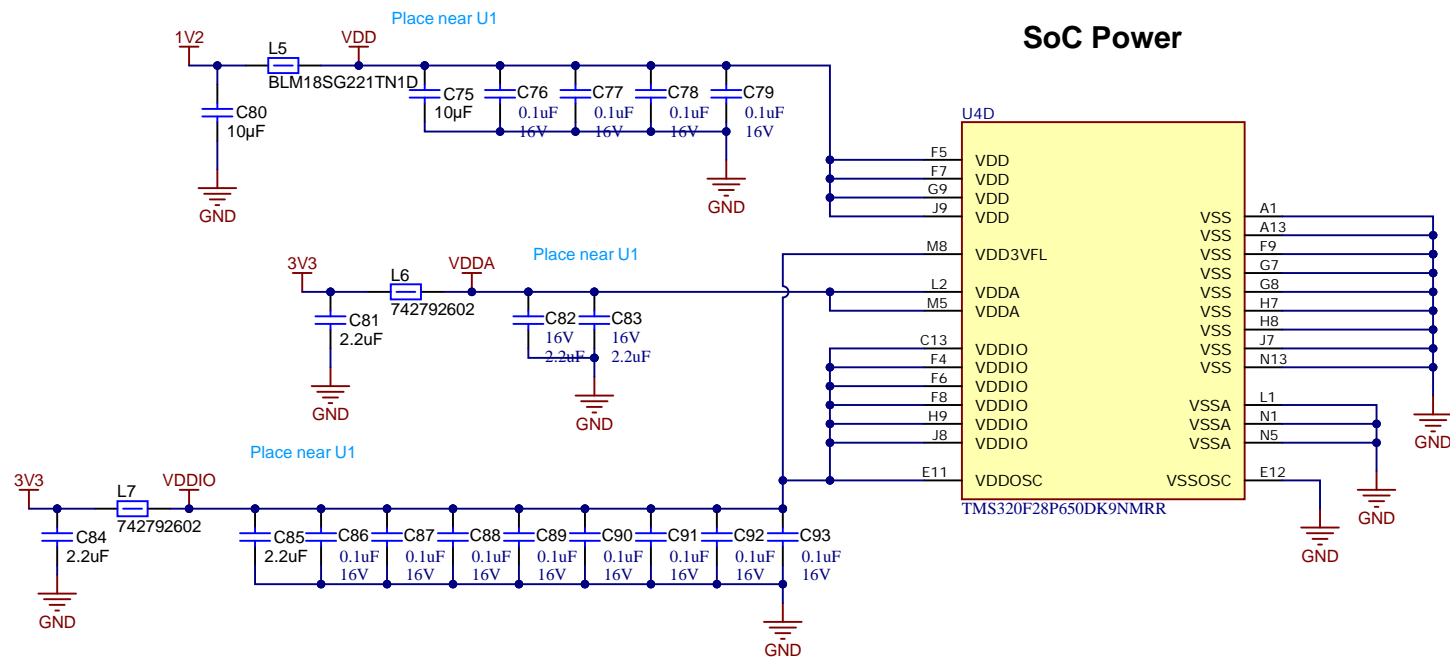 SoC Power
Place near U1
1V2
L5
BLM18SG221TN1D
VDD
C80
10µF
GND
C75
10µF
C76
0.1uF
16V
C77
0.1uF
16V
C78
0.1uF
16V
C79
0.1uF
16V
GND
Place near U1
3V3
L6
742792602
VDDA
C81
2.2uF
GND
C82
16V
2.2uF
C83
16V
2.2uF
GND
Place near U1
3V3
L7
742792602
VDDIO
C84
2.2uF
GND
C85
2.2uF
C86
0.1uF
16V
C87
0.1uF
16V
C88
0.1uF
16V
C89
0.1uF
16V
C90
0.1uF
16V
C91
0.1uF
16V
C92
0.1uF
16V
C93
0.1uF
16V
GND
U4D
F5 VDD
F7 VDD
G9 VDD
J9 VDD
M8 VDD3VFL
L2 VDDA
M5 VDDA
C13 VDDIO
F4 VDDIO
F6 VDDIO
F8 VDDIO
H9 VDDIO
J8 VDDIO
E11 VDDOSC
VSS A1
VSS A13
VSS F9
VSS G7
VSS G8
VSS H7
VSS H8
VSS J7
VSS N13
VSSA L1
VSSA N1
VSSA N5
VSSOSC E12
TMS320F28P650DK9NMRR
GND
GND
GND